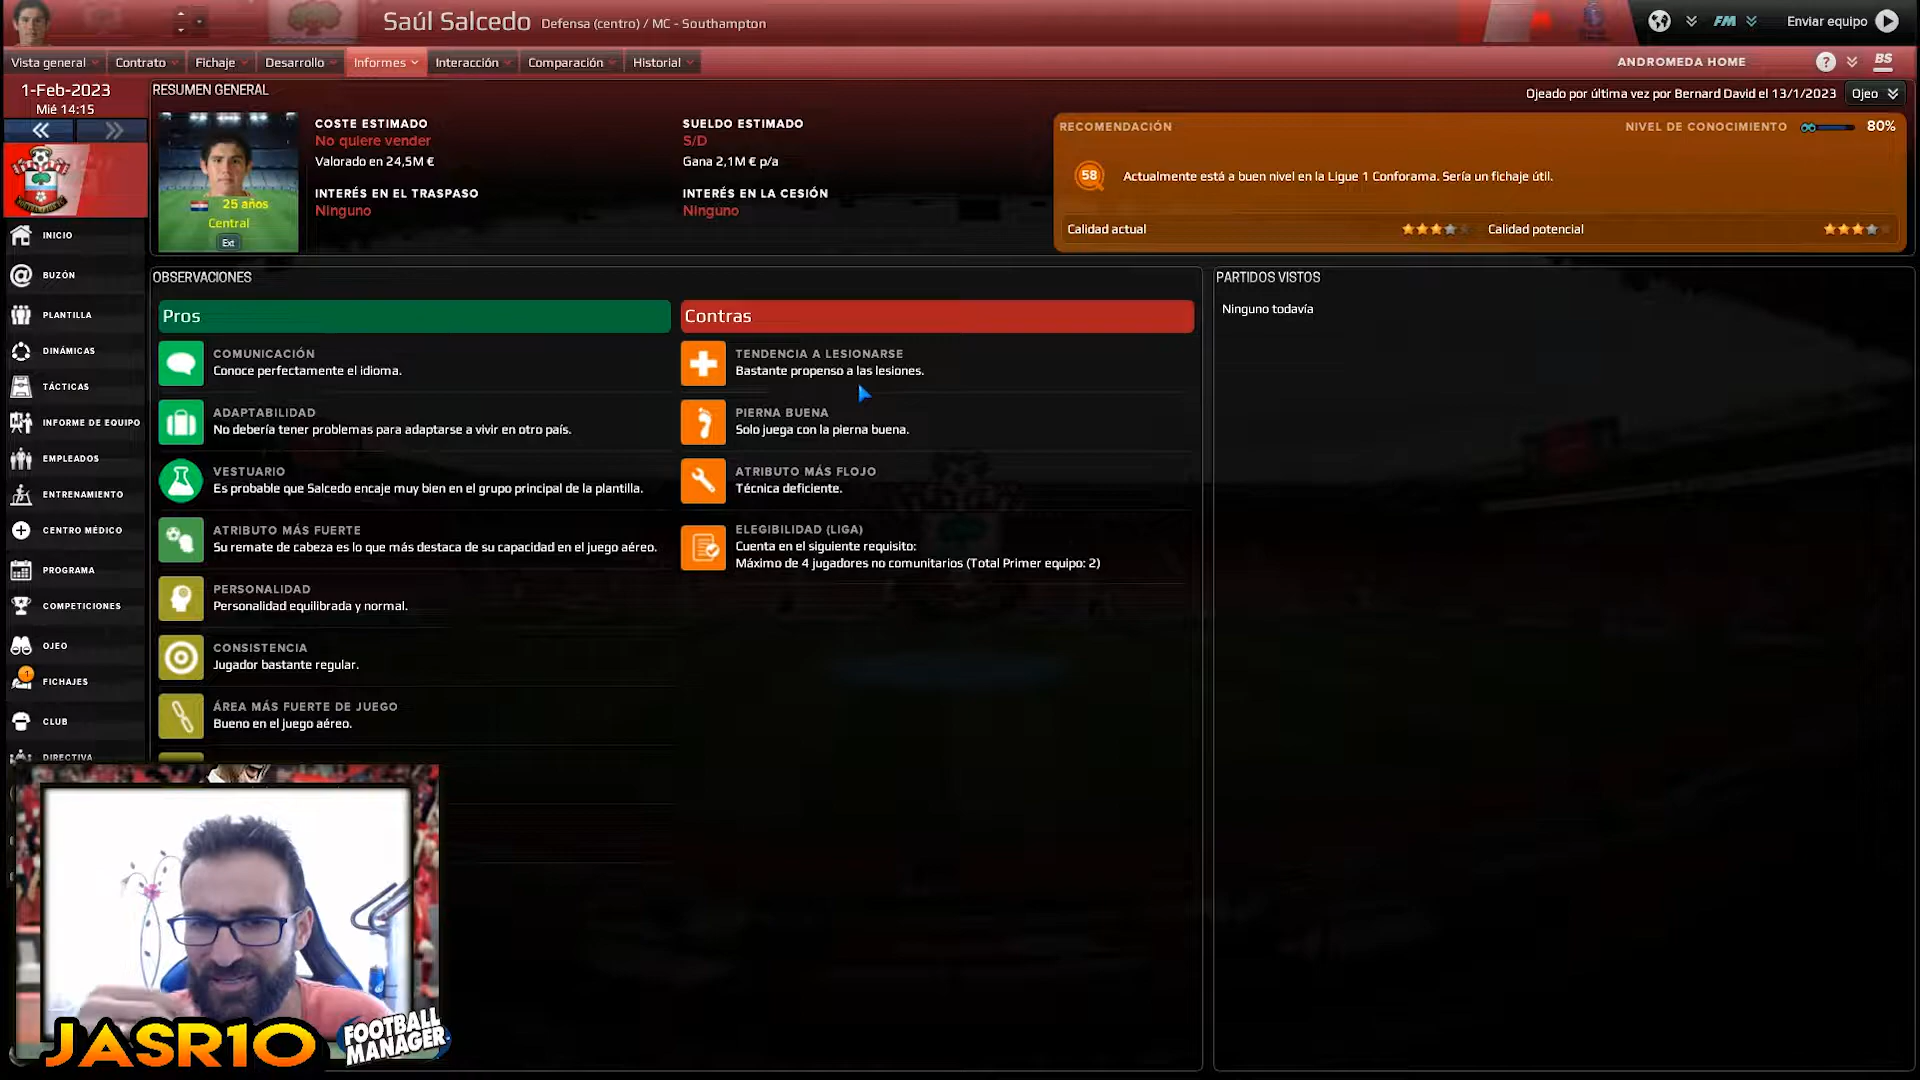 Saúl Salcedo
Defensa (centro) / MC - Southampton
FM
Enviar equipo
Vista general
Contrato
Fichaje
Desarrollo
Informes
Interacción
Comparación
Historial
ANDROMEDA HOME
?
BS
1-Feb-2023
Mié 14:15
RESUMEN GENERAL
Ojeado por última vez por Bernard David el 13/1/2023
Ojeo
COSTE ESTIMADO
No quiere vender
Valorado en 24,5M €
INTERÉS EN EL TRASPASO
Ninguno
SUELDO ESTIMADO
S/D
Gana 2,1M € p/a
INTERÉS EN LA CESIÓN
Ninguno
25 años
Central
Ext
RECOMENDACIÓN
NIVEL DE CONOCIMIENTO
80%
58
Actualmente está a buen nivel en la Ligue 1 Conforama. Sería un fichaje útil.
Calidad actual
Calidad potencial
INICIO
BUZÓN
PLANTILLA
DINÁMICAS
TÁCTICAS
INFORME DE EQUIPO
EMPLEADOS
ENTRENAMIENTO
CENTRO MÉDICO
PROGRAMA
COMPETICIONES
OJEO
1
FICHAJES
CLUB
DIRECTIVA
OBSERVACIONES
Pros
COMUNICACIÓN
Conoce perfectamente el idioma.
ADAPTABILIDAD
No debería tener problemas para adaptarse a vivir en otro país.
VESTUARIO
Es probable que Salcedo encaje muy bien en el grupo principal de la plantilla.
ATRIBUTO MÁS FUERTE
Su remate de cabeza es lo que más destaca de su capacidad en el juego aéreo.
PERSONALIDAD
Personalidad equilibrada y normal.
CONSISTENCIA
Jugador bastante regular.
ÁREA MÁS FUERTE DE JUEGO
Bueno en el juego aéreo.
Contras
TENDENCIA A LESIONARSE
Bastante propenso a las lesiones.
PIERNA BUENA
Solo juega con la pierna buena.
ATRIBUTO MÁS FLOJO
Técnica deficiente.
ELEGIBILIDAD (LIGA)
Cuenta en el siguiente requisito:
Máximo de 4 jugadores no comunitarios (Total Primer equipo: 2)
PARTIDOS VISTOS
Ninguno todavía
JASR10
FOOTBALL
MANAGER